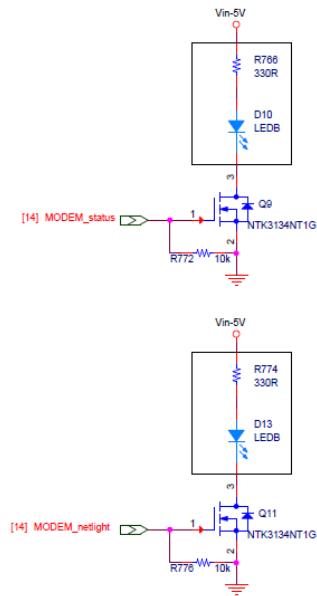 Vin-5V
R766
330R
D10
LEDB
3
Q9
1
[14] MODEM_status
NTK3134NT1G
2
R772 10k
Vin-5V
R774
330R
D13
LEDB
3
Q11
1
[14] MODEM_netlight
NTK3134NT1G
2
R776 10k